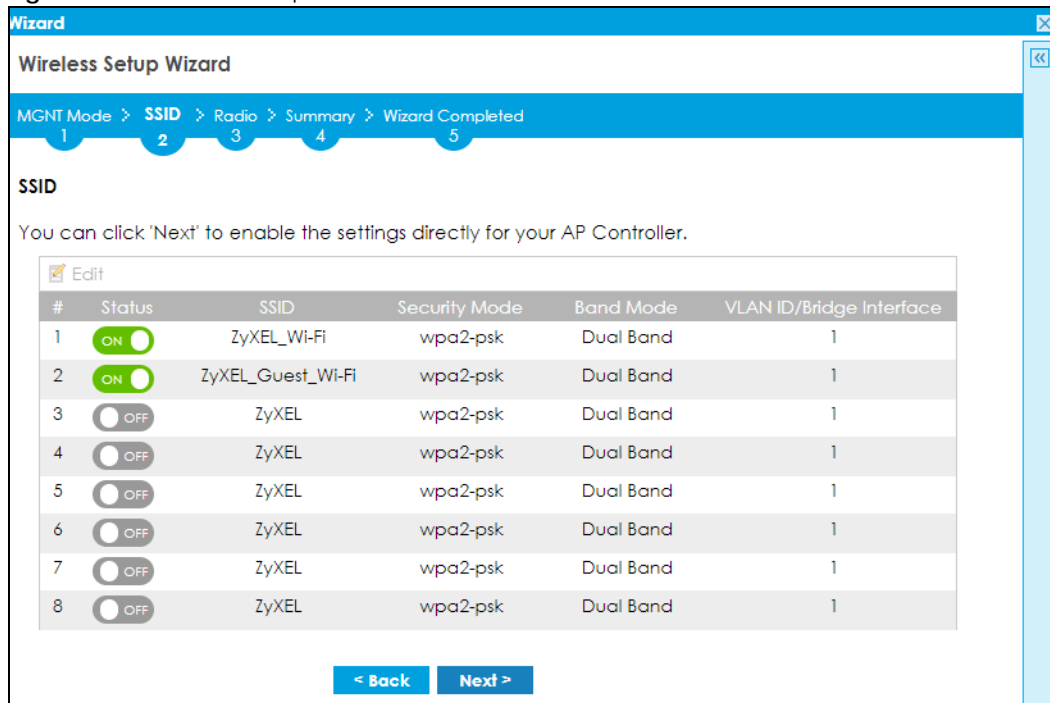 Wizard
Wireless Setup Wizard
MGNT Mode > SSID > Radio > Summary > Wizard Completed
1 2 3 4 5
SSID
You can click 'Next' to enable the settings directly for your AP Controller.
Edit
# Status SSID Security Mode Band Mode VLAN ID/Bridge Interface
1 ON ZyXEL_Wi-Fi wpa2-psk Dual Band 1
2 ON ZyXEL_Guest_Wi-Fi wpa2-psk Dual Band 1
3 OFF ZyXEL wpa2-psk Dual Band 1
4 OFF ZyXEL wpa2-psk Dual Band 1
5 OFF ZyXEL wpa2-psk Dual Band 1
6 OFF ZyXEL wpa2-psk Dual Band 1
7 OFF ZyXEL wpa2-psk Dual Band 1
8 OFF ZyXEL wpa2-psk Dual Band 1
< Back Next >